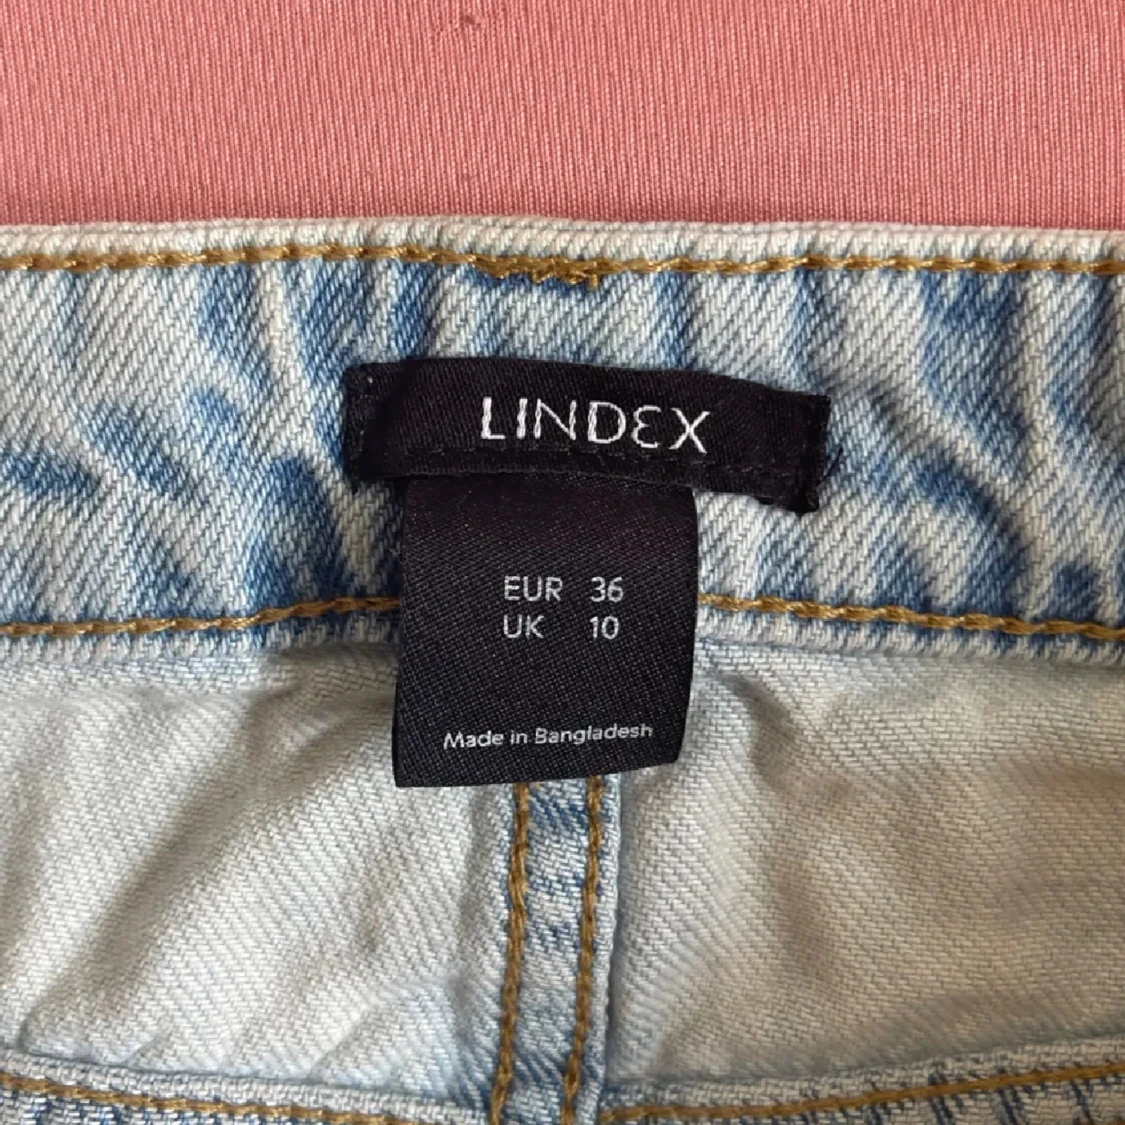 LINDEX
EUR 36
UK 10
Made in Bangladesh